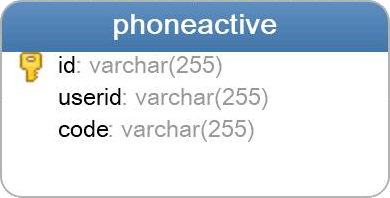 phoneactive
id: varchar(255)
userid: varchar(255)
code: varchar(255)